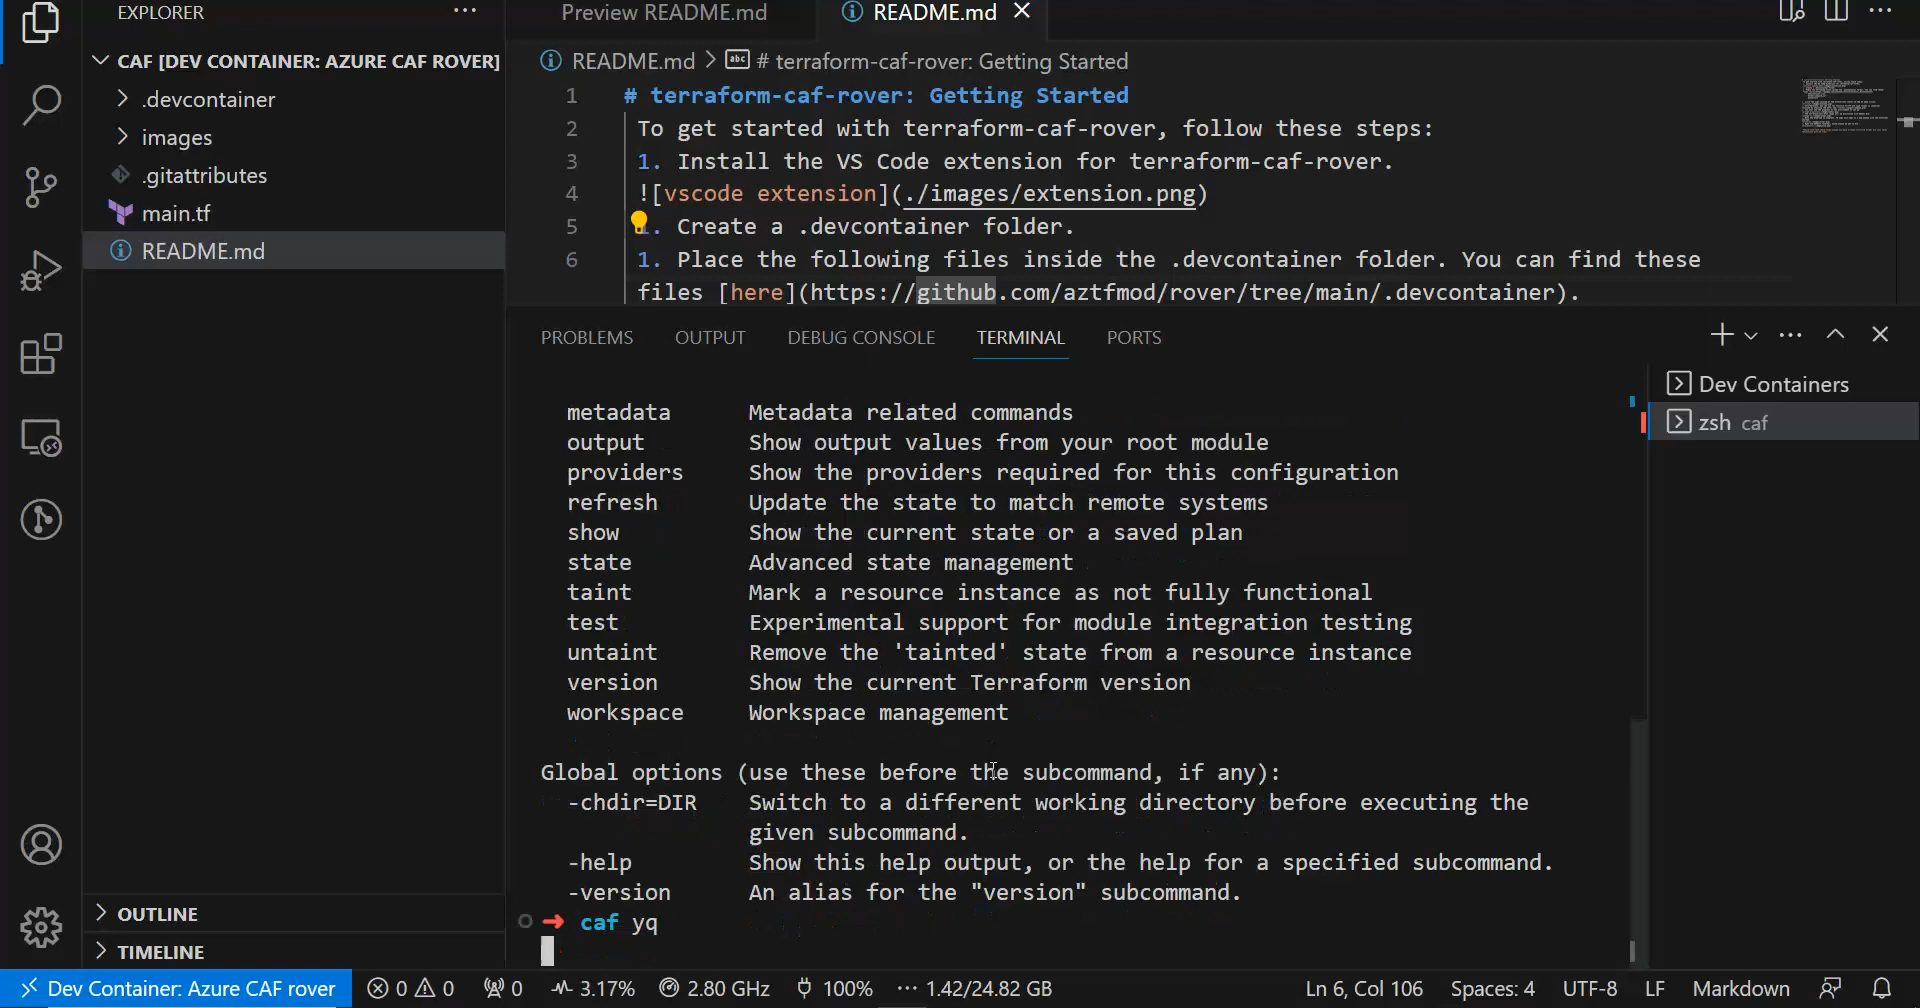 EXPLORER
CAF [DEV CONTAINER: AZURE CAF ROVER]
.devcontainer
images
.gitattributes
main.tf
README.md
OUTLINE
TIMELINE
Preview README.md
README.md
README.md > # terraform-caf-rover: Getting Started
1 # terraform-caf-rover: Getting Started
2 To get started with terraform-caf-rover, follow these steps:
3 1. Install the VS Code extension for terraform-caf-rover.
4 ![vscode extension](./images/extension.png)
5 1. Create a .devcontainer folder.
6 1. Place the following files inside the .devcontainer folder. You can find these
files [here](https://github.com/aztfmod/rover/tree/main/.devcontainer).
PROBLEMS OUTPUT DEBUG CONSOLE TERMINAL PORTS
metadata Metadata related commands
output Show output values from your root module
providers Show the providers required for this configuration
refresh Update the state to match remote systems
show Show the current state or a saved plan
state Advanced state management
taint Mark a resource instance as not fully functional
test Experimental support for module integration testing
untaint Remove the 'tainted' state from a resource instance
version Show the current Terraform version
workspace Workspace management
Global options (use these before the subcommand, if any):
-chdir=DIR Switch to a different working directory before executing the
given subcommand.
-help Show this help output, or the help for a specified subcommand.
-version An alias for the "version" subcommand.
➜ caf yq
Dev Containers
zsh caf
Dev Container: Azure CAF rover 0 0 0 3.17% 2.80 GHz 100% 1.42/24.82 GB Ln 6, Col 106 Spaces: 4 UTF-8 LF Markdown